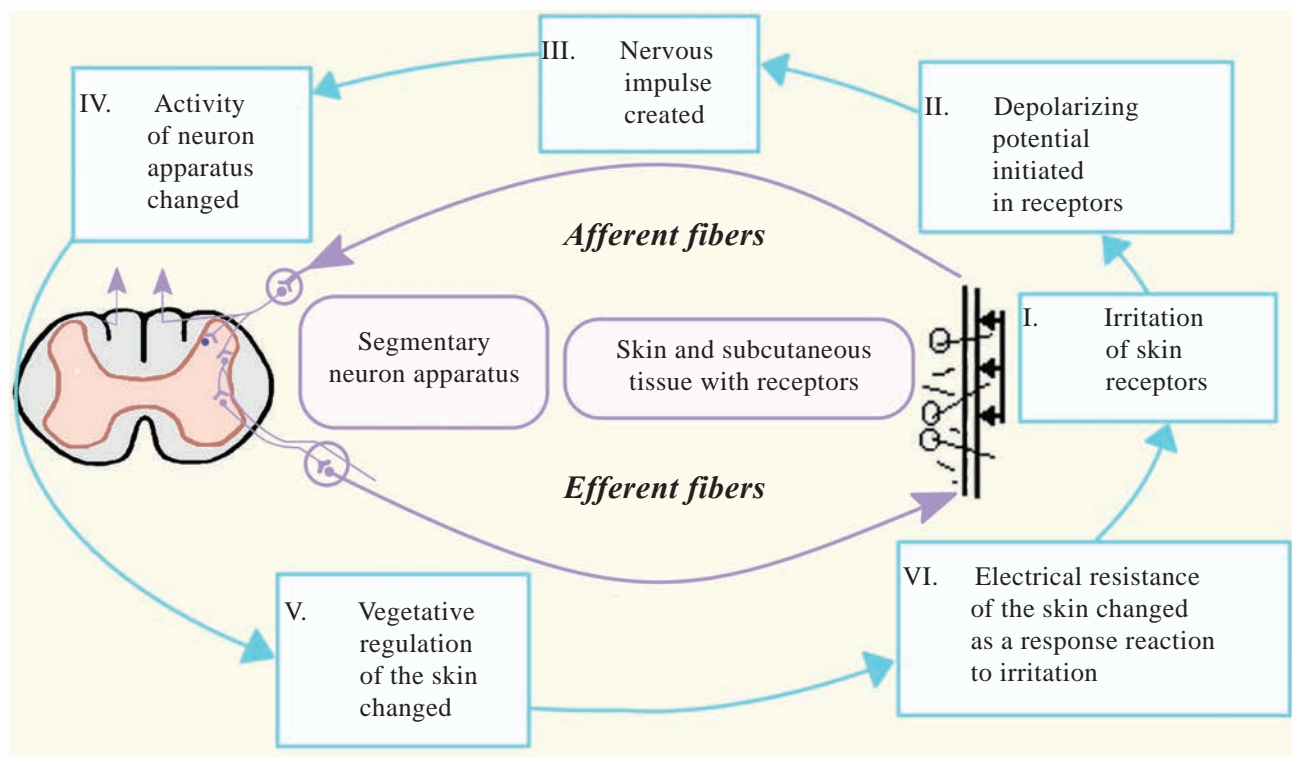 I. Irritation
of skin
receptors
II. Depolarizing
potential
initiated
in receptors
III. Nervous
impulse
created
IV. Activity
of neuron
apparatus
changed
V. Vegetative
regulation
of the skin
changed
VI. Electrical resistance
of the skin changed
as a response reaction
to irritation
Afferent fibers
Segmentary
neuron apparatus
Skin and subcutaneous
tissue with receptors
Efferent fibers